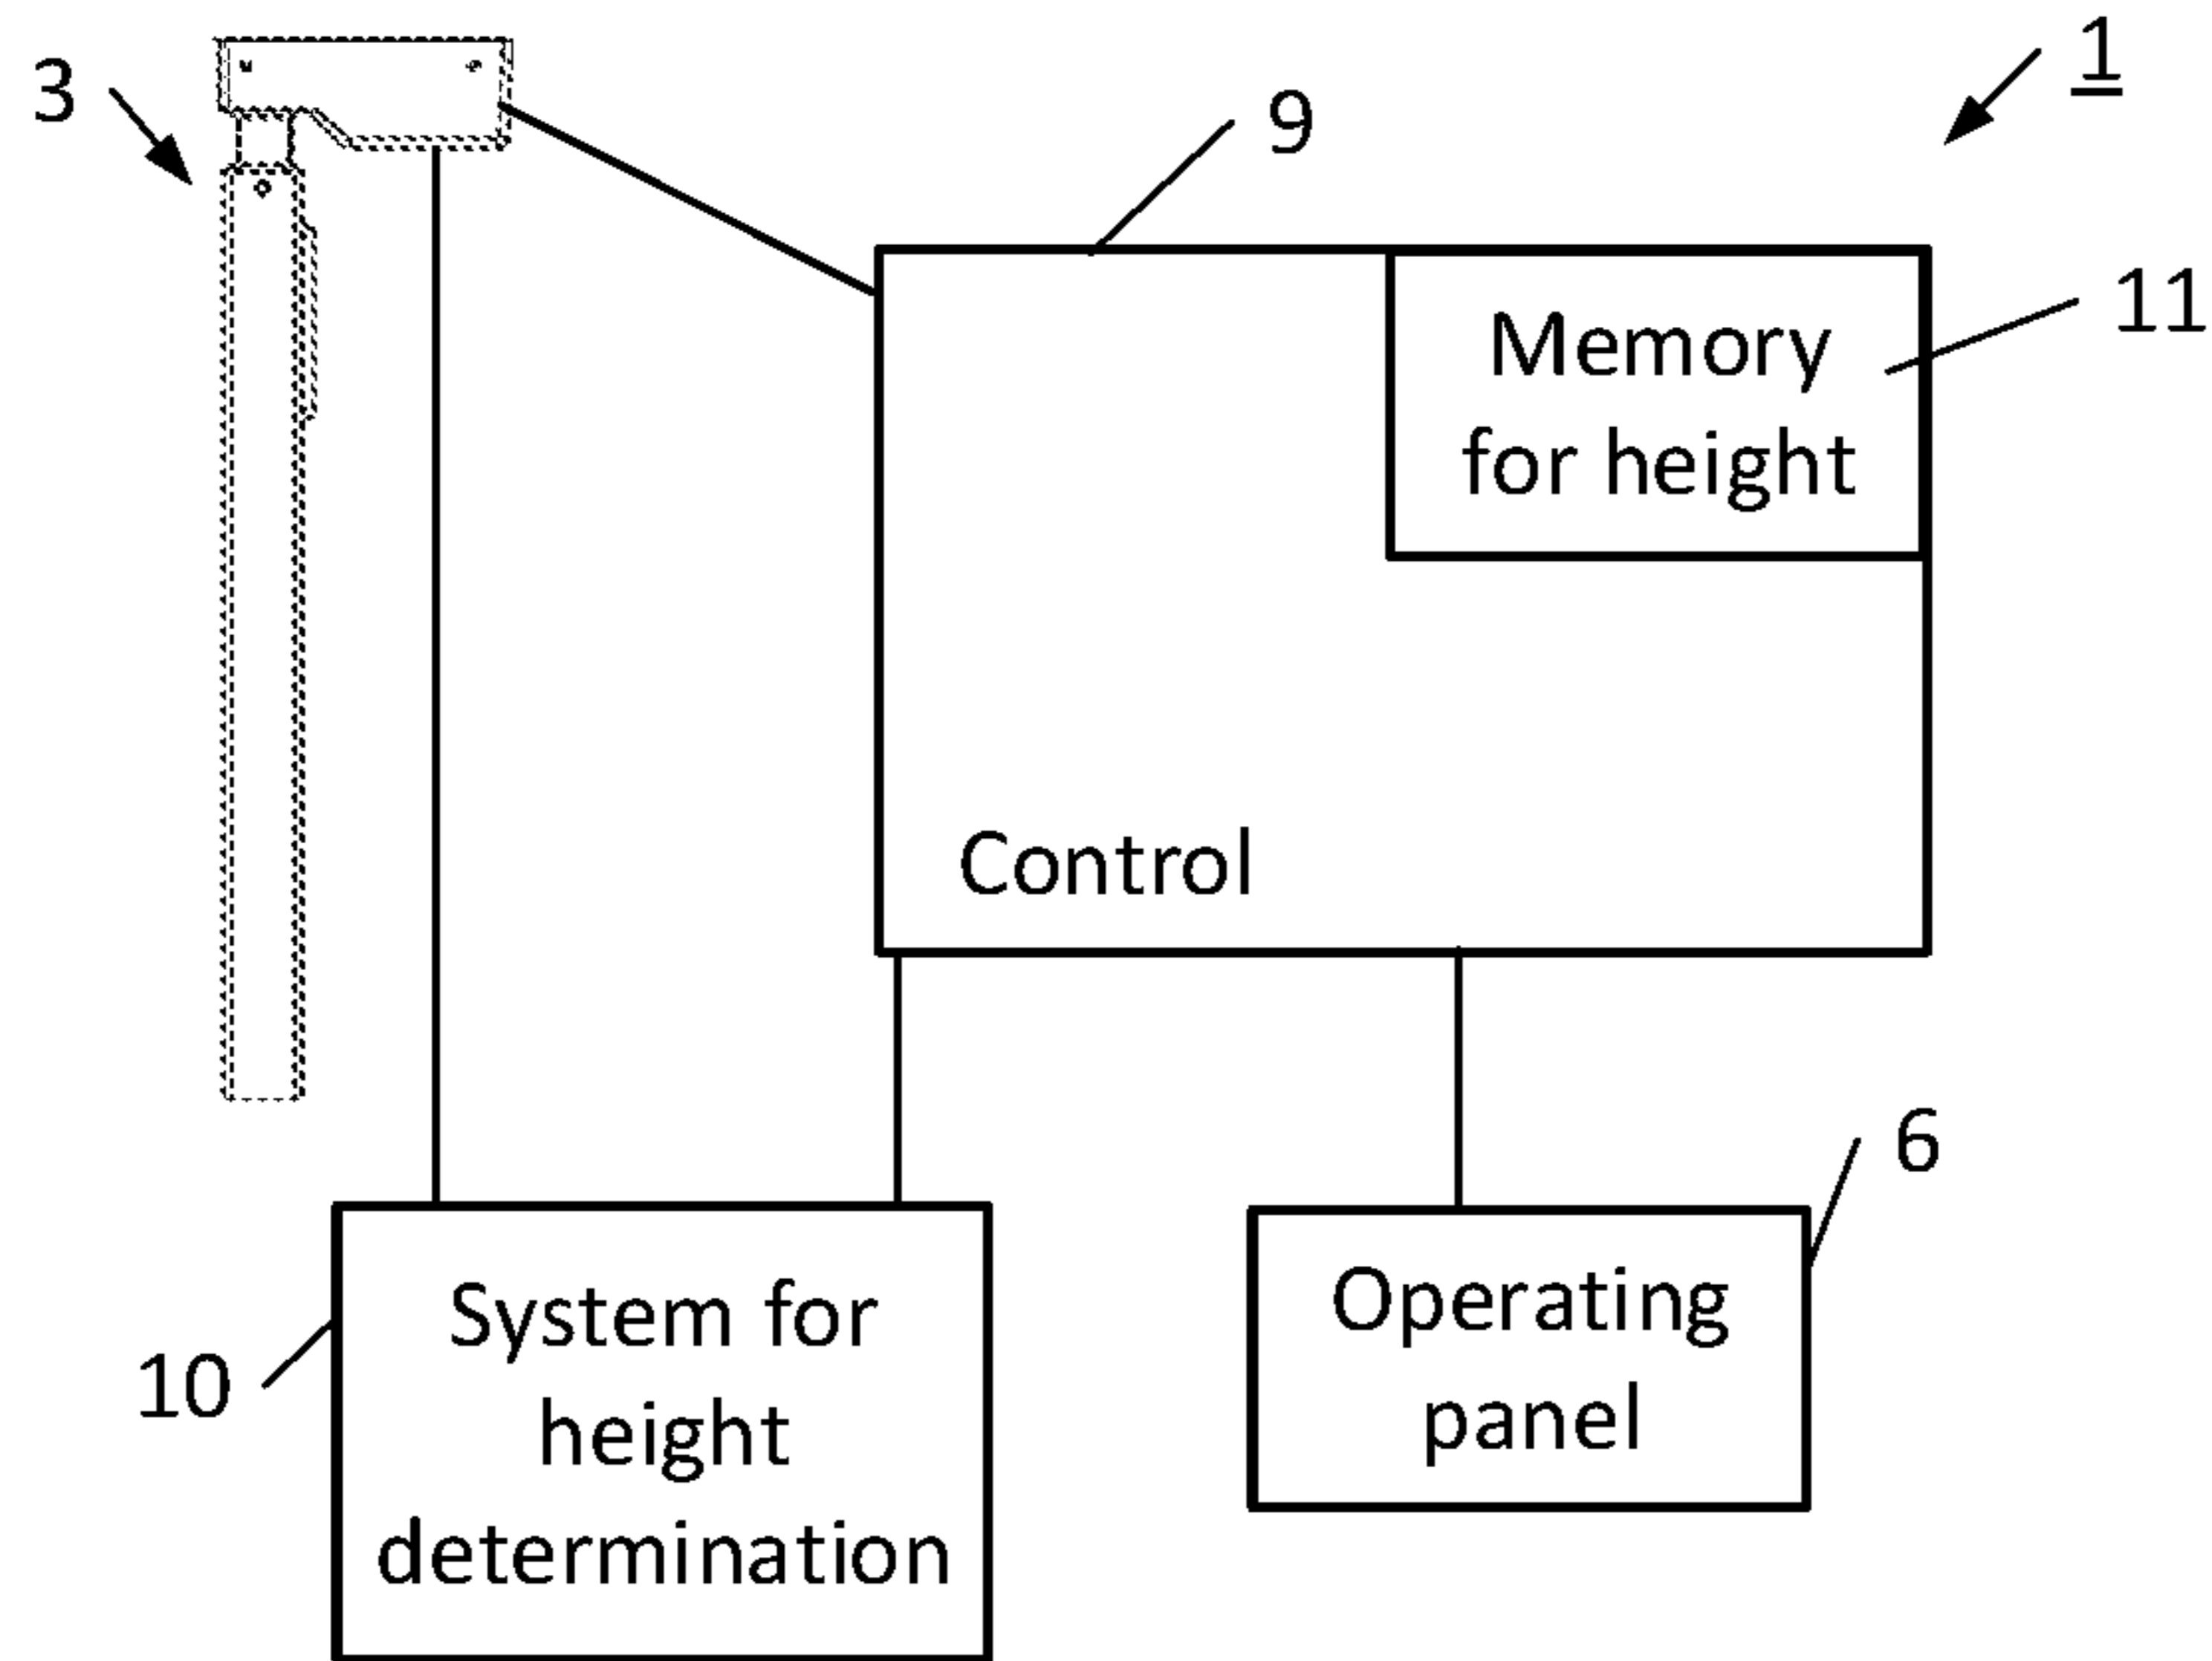 1
3
9
11
Memory
for height
Control
6
Operating
panel
10
System for
height
determination